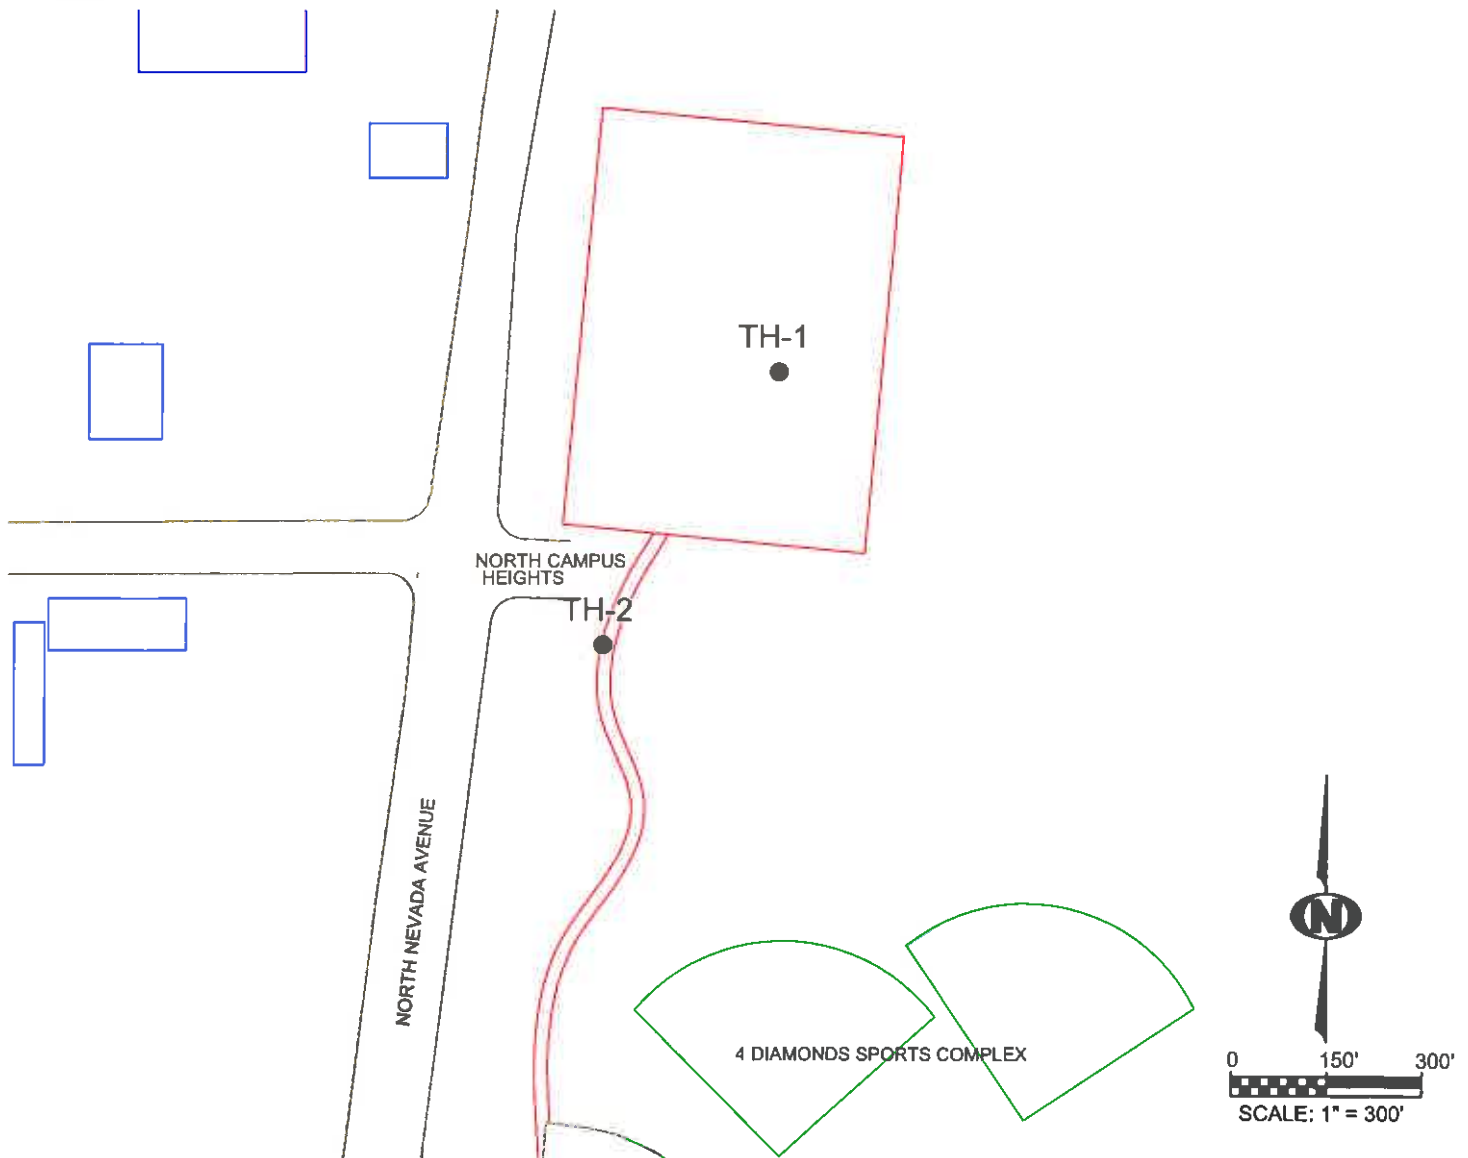 TH-1
NORTH CAMPUS
HEIGHTS
TH-2
NORTH NEVADA AVENUE
4 DIAMONDS SPORTS COMPLEX
N
0 150' 300'
SCALE: 1" = 300'